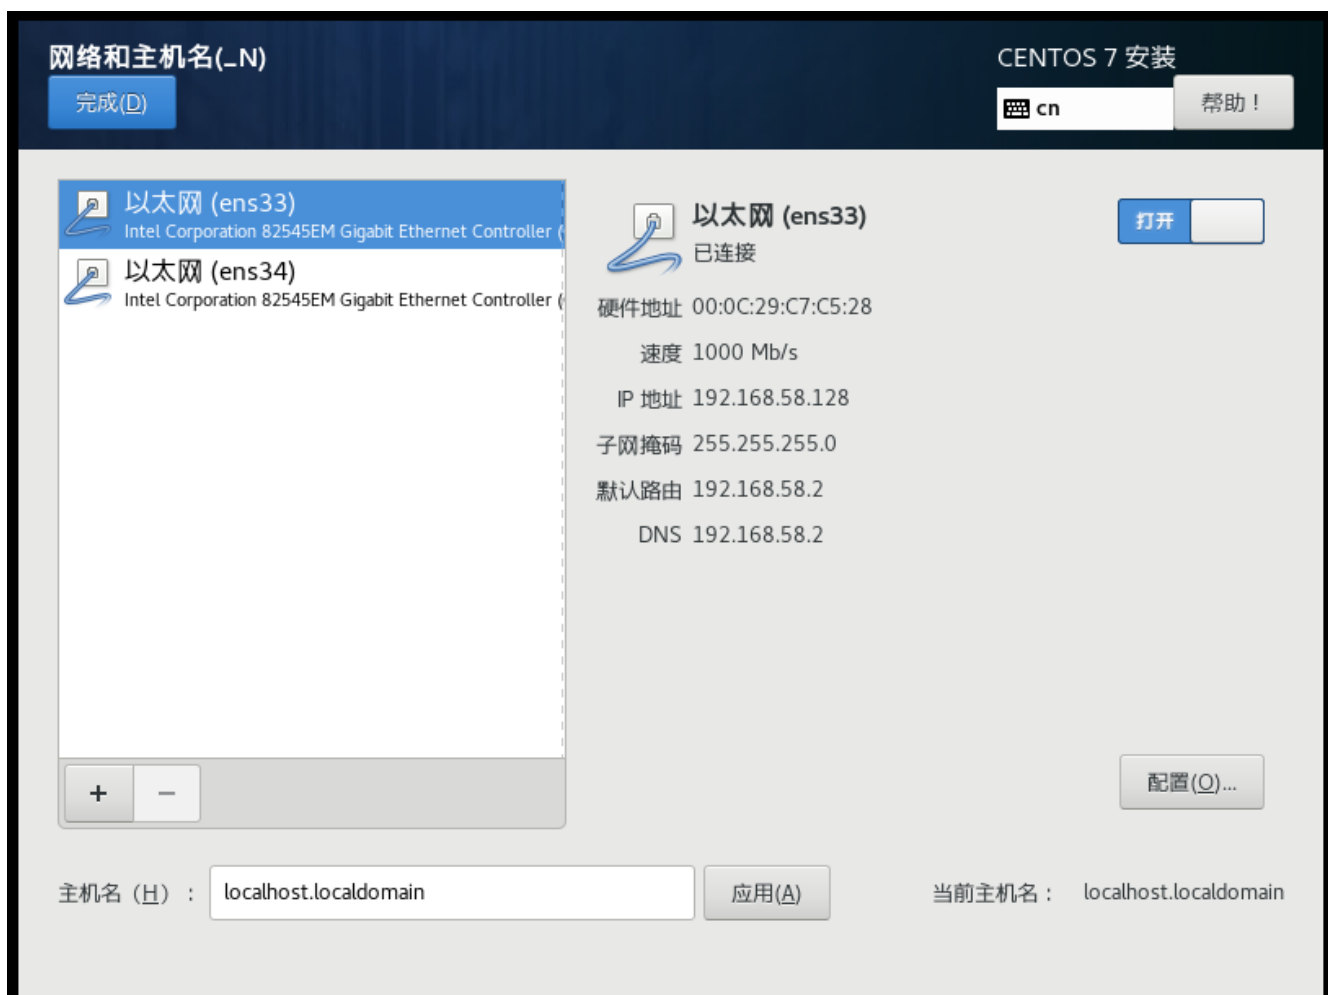 网络和主机名(_N)
CENTOS 7 安装
完成(D)
cn
帮助！
以太网 (ens33)
Intel Corporation 82545EM Gigabit Ethernet Controller (
以太网 (ens34)
Intel Corporation 82545EM Gigabit Ethernet Controller (
以太网 (ens33)
已连接
打开
硬件地址 00:0C:29:C7:C5:28
速度 1000 Mb/s
IP 地址 192.168.58.128
子网掩码 255.255.255.0
默认路由 192.168.58.2
DNS 192.168.58.2
+ −
配置(O)...
主机名（H）： localhost.localdomain 应用(A) 当前主机名： localhost.localdomain